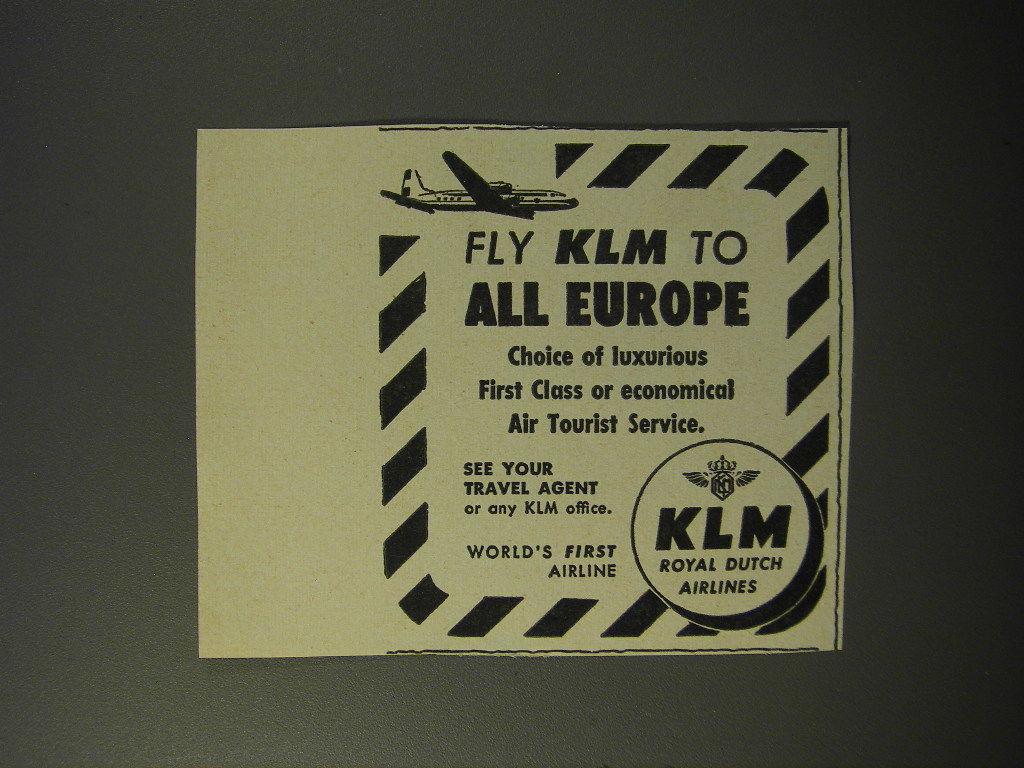 FLY KLM TO
ALL EUROPE
Choice of luxurious
First Class or economical
Air Tourist Service.
SEE YOUR
TRAVEL AGENT
or any KLM office.
WORLD'S FIRST
AIRLINE
KLM
ROYAL DUTCH
AIRLINES